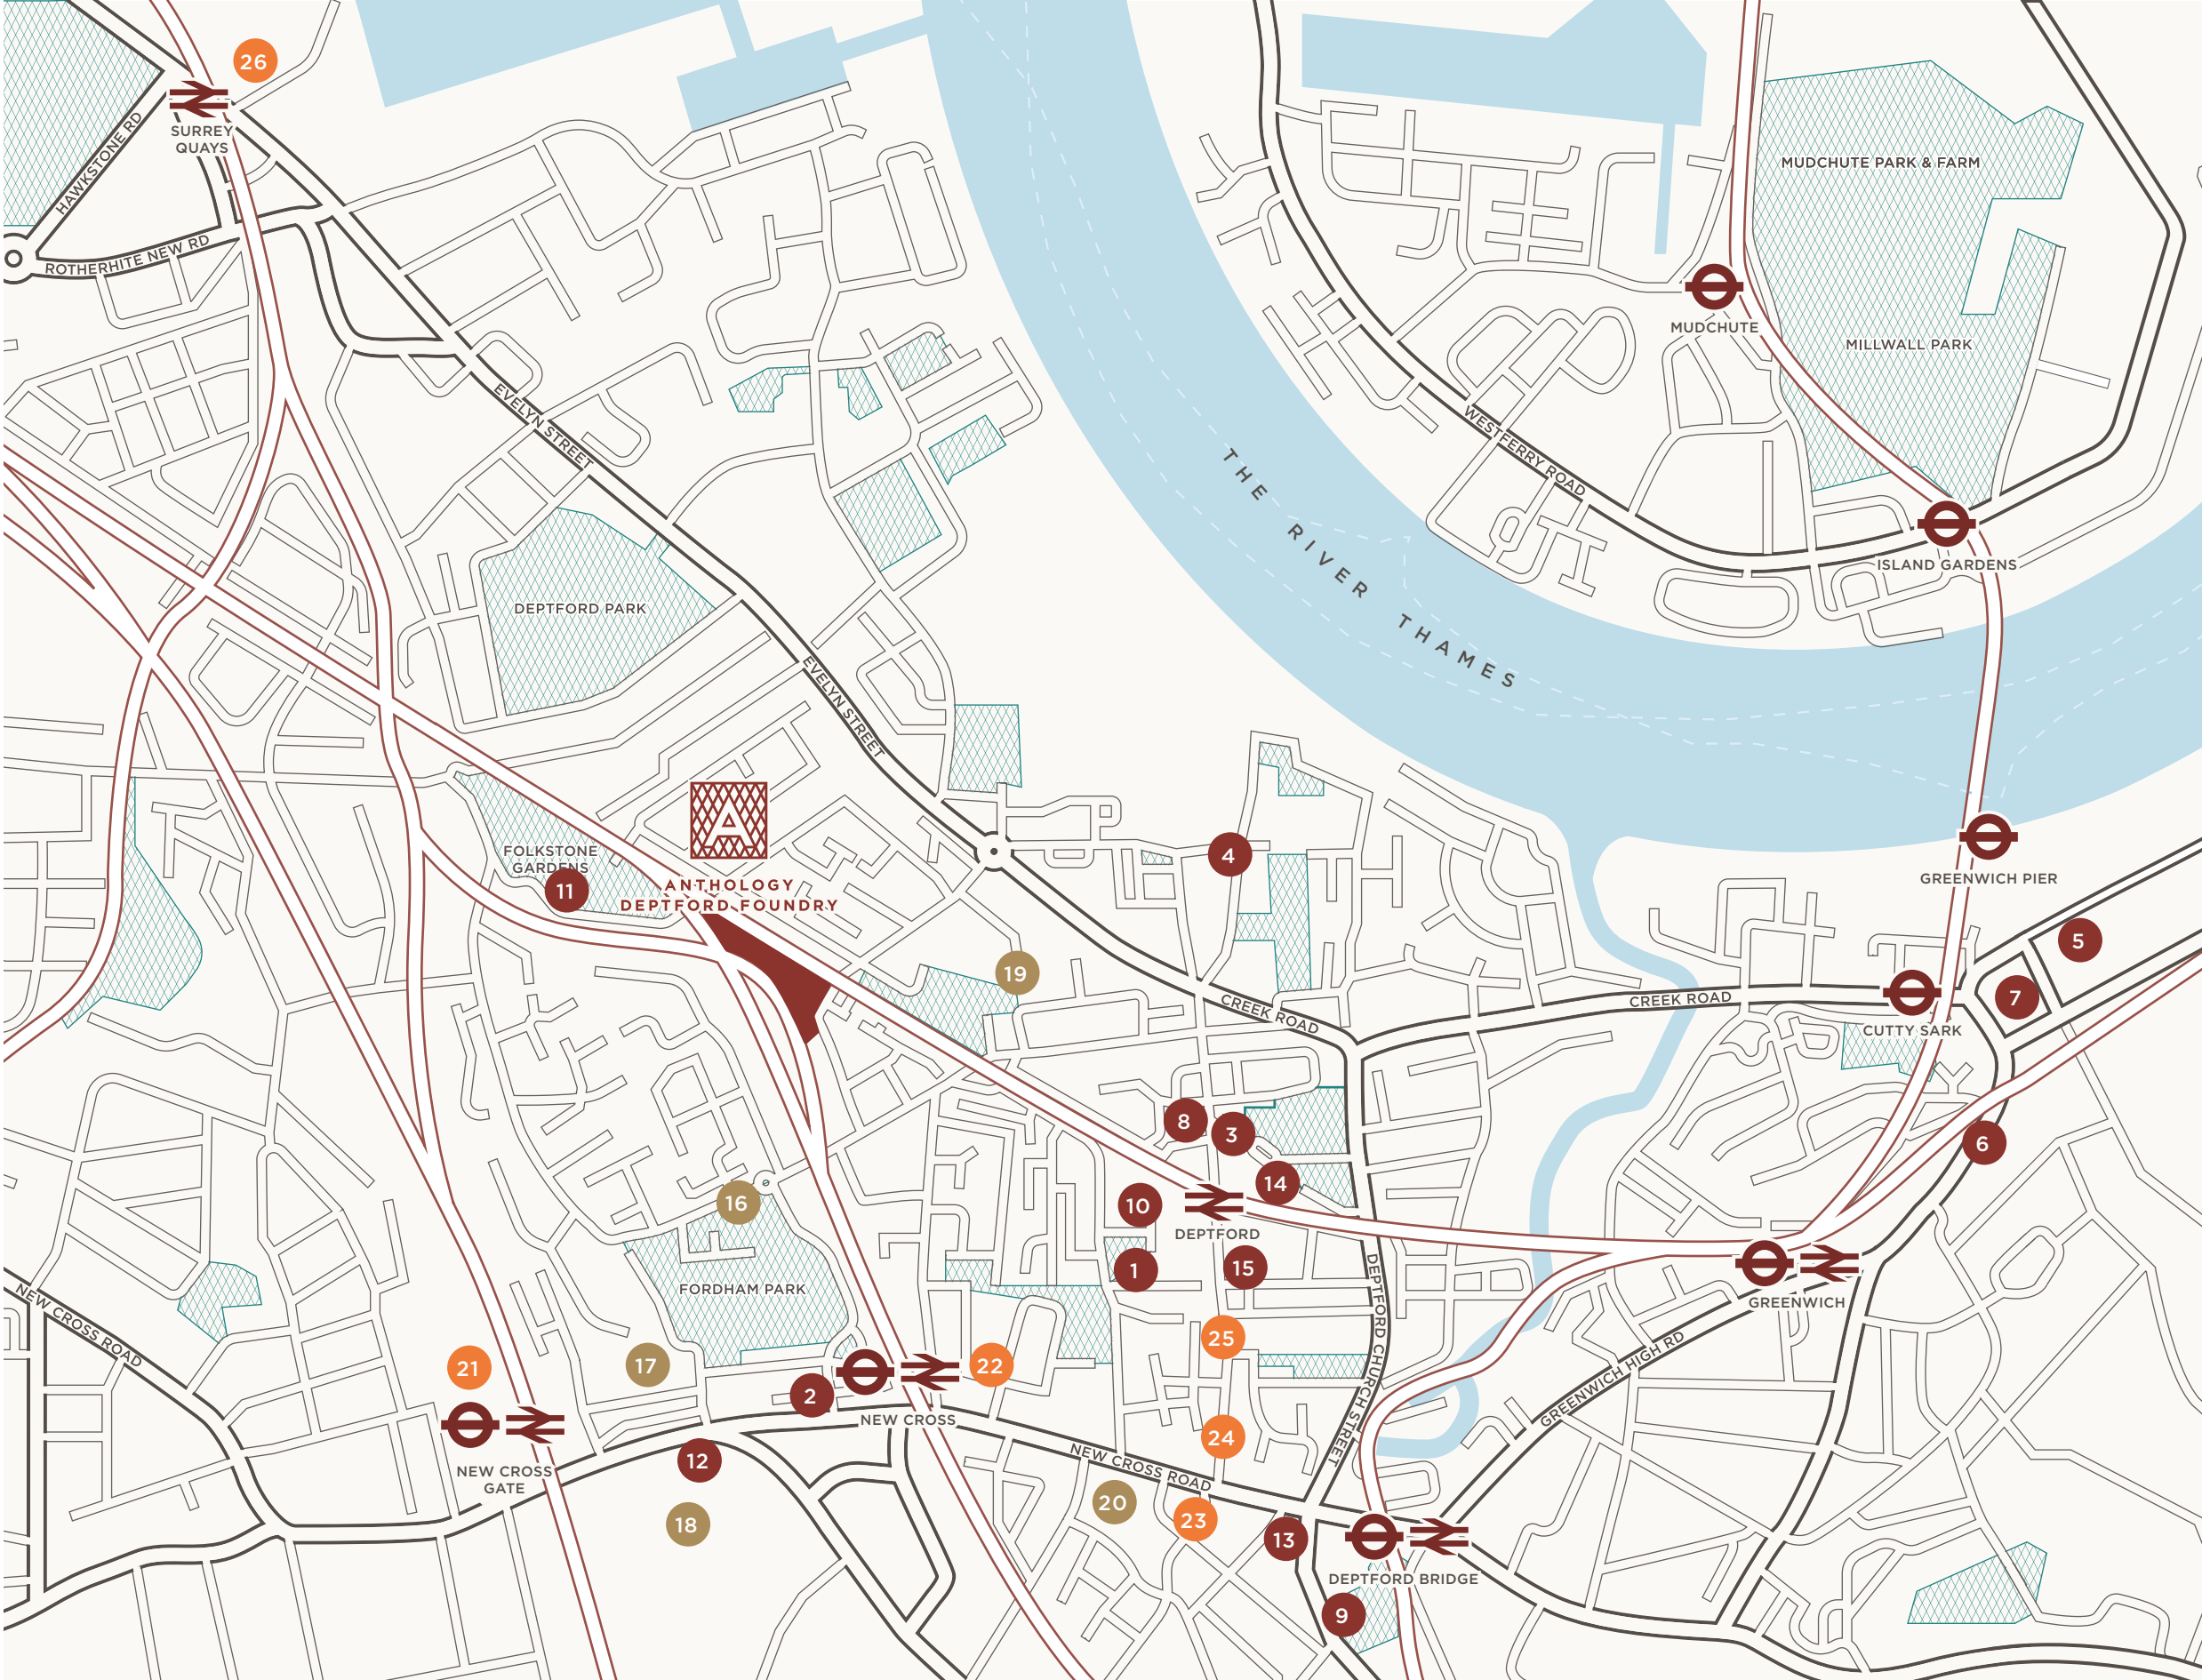 26
SURREY
QUAYS
HAWKSTONE RD
ROTHERHITE NEW RD
MUDCHUTE PARK & FARM
MUDCHUTE
MILLWALL PARK
EVELYN STREET
WESTFERRY ROAD
THE RIVER THAMES
ISLAND GARDENS
DEPTFORD PARK
EVELYN STREET
A
FOLKSTONE
GARDENS
11
ANTHOLOGY
DEPTFORD FOUNDRY
4
GREENWICH PIER
5
7
19
CREEK ROAD
CREEK ROAD
CUTTY SARK
8
3
6
14
16
10
DEPTFORD
1
15
FORDHAM PARK
DEPTFORD CHURCH STREET
GREENWICH
NEW CROSS ROAD
25
21
17
22
2
NEW CROSS
GREENWICH HIGH RD
24
12
NEW CROSS
GATE
NEW CROSS ROAD
20
18
23
13
DEPTFORD BRIDGE
9